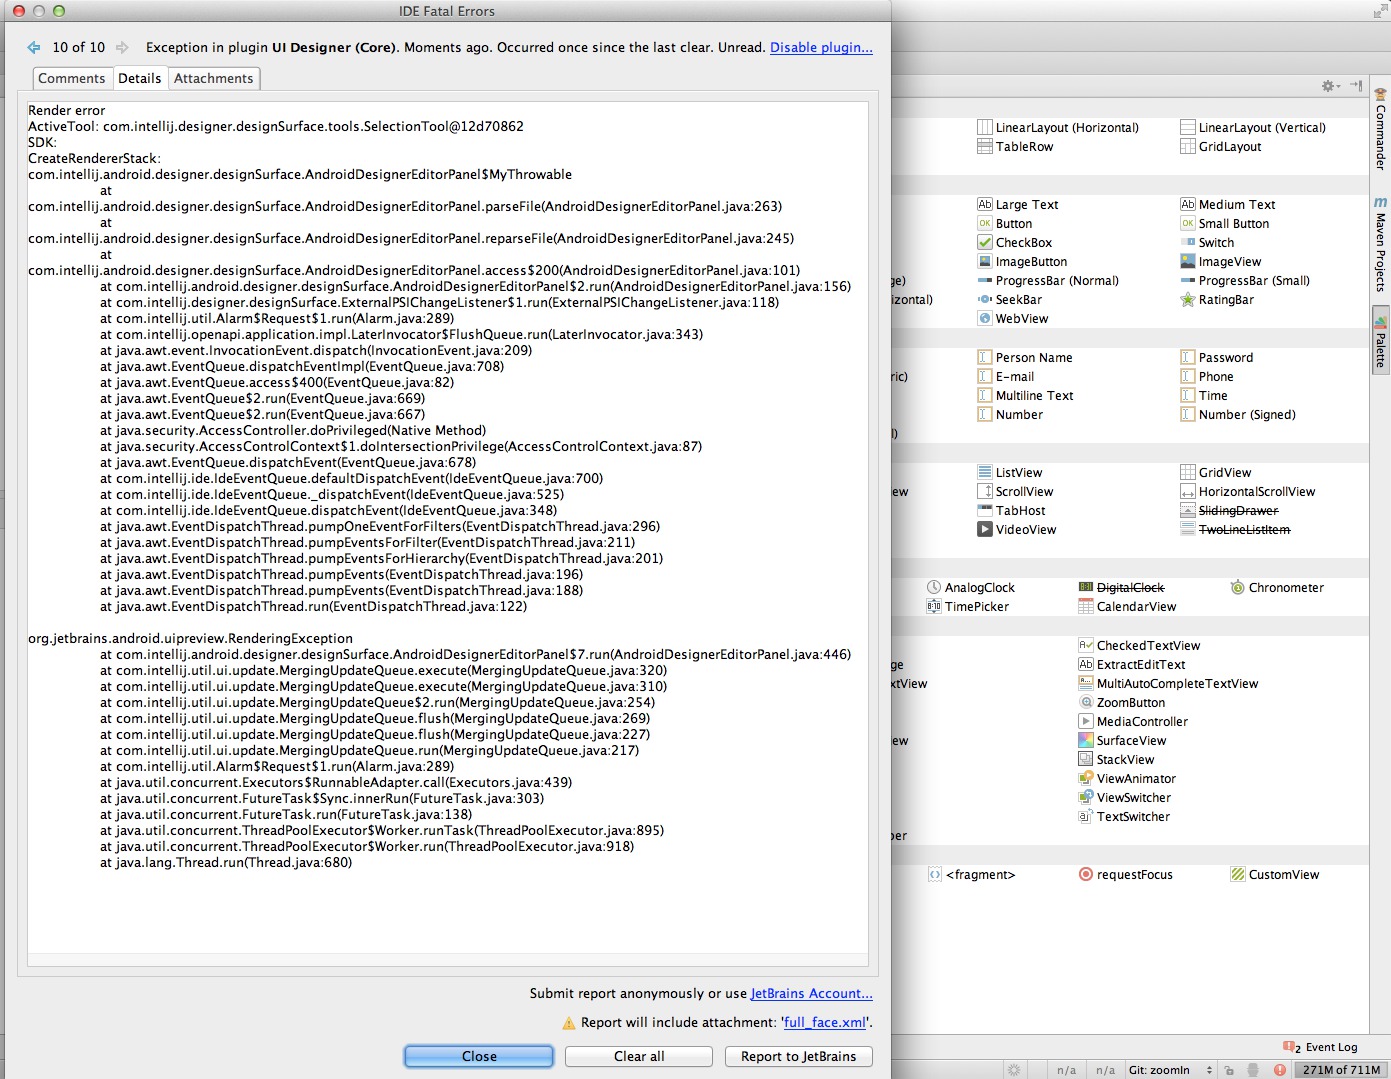 IDE Fatal Errors
10 of 10 Exception in plugin UI Designer (Core). Moments ago. Occurred once since the last clear. Unread. Disable plugin...
Comments Details Attachments
Render error
ActiveTool: com.intellij.designer.designSurface.tools.SelectionTool@12d70862
SDK:
CreateRendererStack:
com.intellij.android.designer.designSurface.AndroidDesignerEditorPanel$MyThrowable
at
com.intellij.android.designer.designSurface.AndroidDesignerEditorPanel.parseFile(AndroidDesignerEditorPanel.java:263)
at
com.intellij.android.designer.designSurface.AndroidDesignerEditorPanel.reparseFile(AndroidDesignerEditorPanel.java:245)
at
com.intellij.android.designer.designSurface.AndroidDesignerEditorPanel.access$200(AndroidDesignerEditorPanel.java:101)
at com.intellij.android.designer.designSurface.AndroidDesignerEditorPanel$2.run(AndroidDesignerEditorPanel.java:156)
at com.intellij.designer.designSurface.ExternalPSIChangeListener$1.run(ExternalPSIChangeListener.java:118)
at com.intellij.util.Alarm$Request$1.run(Alarm.java:289)
at com.intellij.openapi.application.impl.LaterInvocator$FlushQueue.run(LaterInvocator.java:343)
at java.awt.event.InvocationEvent.dispatch(InvocationEvent.java:209)
at java.awt.EventQueue.dispatchEventImpl(EventQueue.java:708)
at java.awt.EventQueue.access$400(EventQueue.java:82)
at java.awt.EventQueue$2.run(EventQueue.java:669)
at java.awt.EventQueue$2.run(EventQueue.java:667)
at java.security.AccessController.doPrivileged(Native Method)
at java.security.AccessControlContext$1.doIntersectionPrivilege(AccessControlContext.java:87)
at java.awt.EventQueue.dispatchEvent(EventQueue.java:678)
at com.intellij.ide.IdeEventQueue.defaultDispatchEvent(IdeEventQueue.java:700)
at com.intellij.ide.IdeEventQueue._dispatchEvent(IdeEventQueue.java:525)
at com.intellij.ide.IdeEventQueue.dispatchEvent(IdeEventQueue.java:348)
at java.awt.EventDispatchThread.pumpOneEventForFilters(EventDispatchThread.java:296)
at java.awt.EventDispatchThread.pumpEventsForFilter(EventDispatchThread.java:211)
at java.awt.EventDispatchThread.pumpEventsForHierarchy(EventDispatchThread.java:201)
at java.awt.EventDispatchThread.pumpEvents(EventDispatchThread.java:196)
at java.awt.EventDispatchThread.pumpEvents(EventDispatchThread.java:188)
at java.awt.EventDispatchThread.run(EventDispatchThread.java:122)
org.jetbrains.android.uipreview.RenderingException
at com.intellij.android.designer.designSurface.AndroidDesignerEditorPanel$7.run(AndroidDesignerEditorPanel.java:446)
at com.intellij.util.ui.update.MergingUpdateQueue.execute(MergingUpdateQueue.java:320)
at com.intellij.util.ui.update.MergingUpdateQueue.execute(MergingUpdateQueue.java:310)
at com.intellij.util.ui.update.MergingUpdateQueue$2.run(MergingUpdateQueue.java:254)
at com.intellij.util.ui.update.MergingUpdateQueue.flush(MergingUpdateQueue.java:269)
at com.intellij.util.ui.update.MergingUpdateQueue.flush(MergingUpdateQueue.java:227)
at com.intellij.util.ui.update.MergingUpdateQueue.run(MergingUpdateQueue.java:217)
at com.intellij.util.Alarm$Request$1.run(Alarm.java:289)
at java.util.concurrent.Executors$RunnableAdapter.call(Executors.java:439)
at java.util.concurrent.FutureTask$Sync.innerRun(FutureTask.java:303)
at java.util.concurrent.FutureTask.run(FutureTask.java:138)
at java.util.concurrent.ThreadPoolExecutor$Worker.runTask(ThreadPoolExecutor.java:895)
at java.util.concurrent.ThreadPoolExecutor$Worker.run(ThreadPoolExecutor.java:918)
at java.lang.Thread.run(Thread.java:680)
Submit report anonymously or use JetBrains Account...
Report will include attachment: 'full_face.xml'.
Close Clear all Report to JetBrains
LinearLayout (Horizontal) LinearLayout (Vertical)
TableRow GridLayout
Large Text Medium Text
Button Small Button
CheckBox Switch
ImageButton ImageView
ge) ProgressBar (Normal) ProgressBar (Small)
izontal) SeekBar RatingBar
WebView
Person Name Password
ric) E-mail Phone
Multiline Text Time
Number Number (Signed)
l)
ListView GridView
ew ScrollView HorizontalScrollView
TabHost SlidingDrawer
VideoView TwoLineListItem
AnalogClock DigitalClock Chronometer
TimePicker CalendarView
CheckedTextView
ge ExtractEditText
xtView MultiAutoCompleteTextView
ZoomButton
MediaController
ew SurfaceView
StackView
ViewAnimator
ViewSwitcher
TextSwitcher
per
<fragment> requestFocus CustomView
Commander
Maven Projects
Palette
2 Event Log
n/a n/a Git: zoomIn 271M of 711M